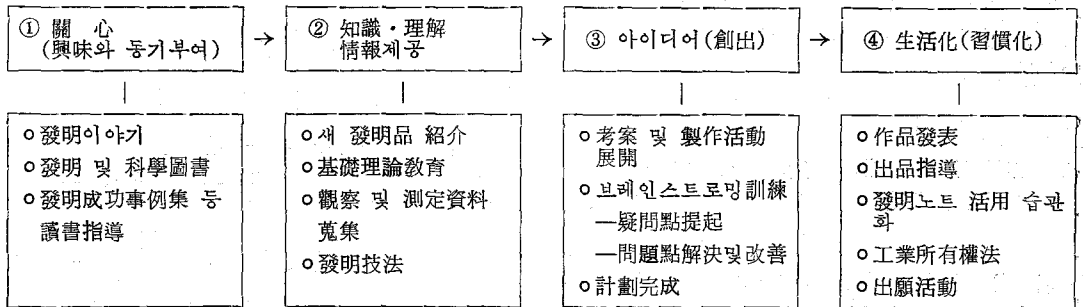 ① 關 心
(興味와 동기부여)
→
② 知識・理解
情報제공
→
③ 아이디어(創出)
→
④ 生活化(習慣化)
o 發明이야기
o 發明 및 科學圖書
o 發明成功事例集 등
讀書指導
o 새 發明品 紹介
o 基礎理論敎育
o 觀察 및 測定資料
蒐集
o 發明技法
o 考案 및 製作活動
展開
o 브레인스트로밍訓練
—疑問點提起
—問題點解決및改善
o 計劃完成
o 作品發表
o 出品指導
o 發明노트 活用 습관
화
o 工業所有權法
o 出願活動